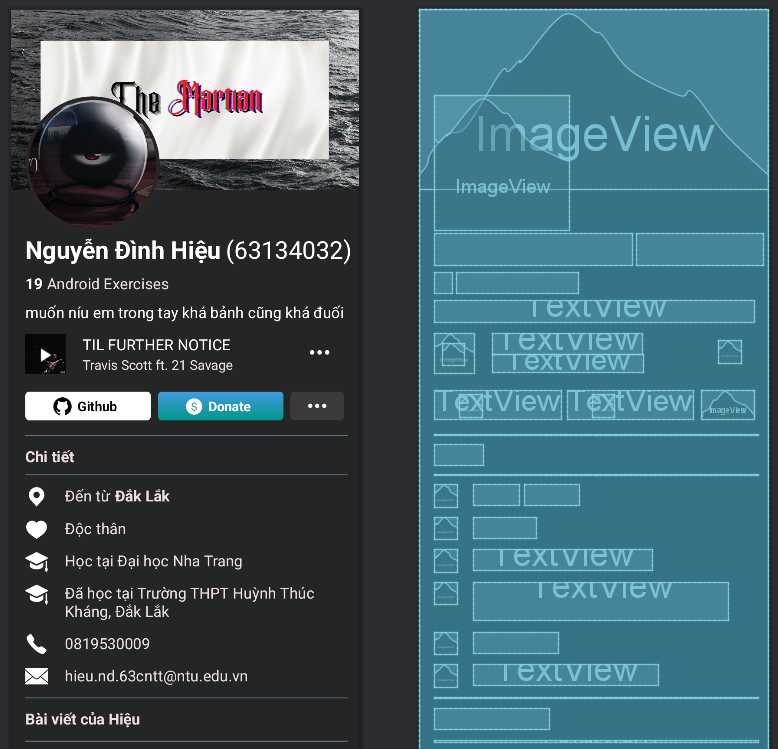 The Martian
Nguyễn Đình Hiệu (63134032)
19 Android Exercises
muốn níu em trong tay khá bảnh cũng khá đuối
TIL FURTHER NOTICE
Travis Scott ft. 21 Savage
Github
$ Donate
Chi tiết
Đến từ Đắk Lắk
Độc thân
Học tại Đại học Nha Trang
Đã học tại Trường THPT Huỳnh Thúc
Kháng, Đắk Lắk
0819530009
hieu.nd.63cntt@ntu.edu.vn
Bài viết của Hiệu
ImageView
ImageView
TextView
TextView
TextView
TextView
TextView
ImageView
TextView
TextView
TextView